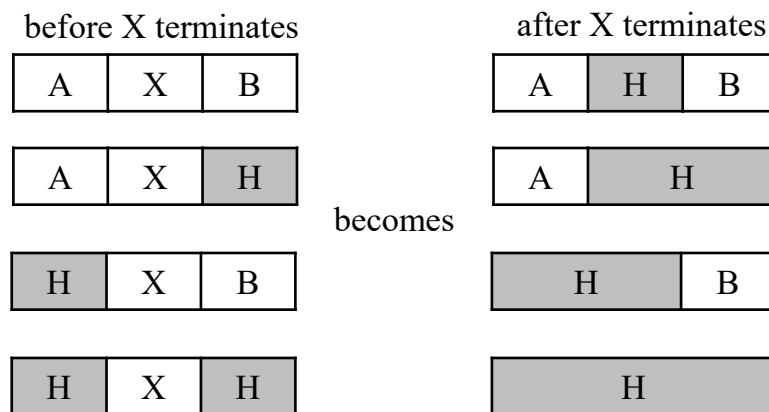 before X terminates after X terminates
A X B A H B
A X H A H
becomes
H X B H B
H X H H